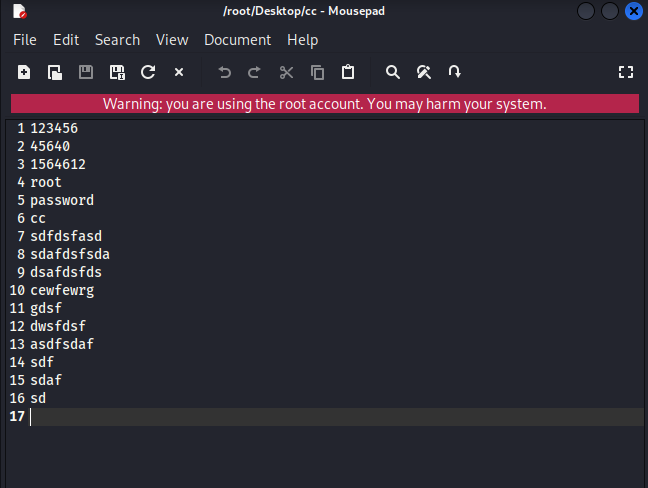 /root/Desktop/cc - Mousepad
File Edit Search View Document Help
Warning: you are using the root account. You may harm your system.
1 123456
2 45640
3 1564612
4 root
5 password
6 cc
7 sdfdsfasd
8 sdafdsfsda
9 dsafdsfds
10 cewfewrg
11 gdsf
12 dwsfdsf
13 asdfsdaf
14 sdf
15 sdaf
16 sd
17